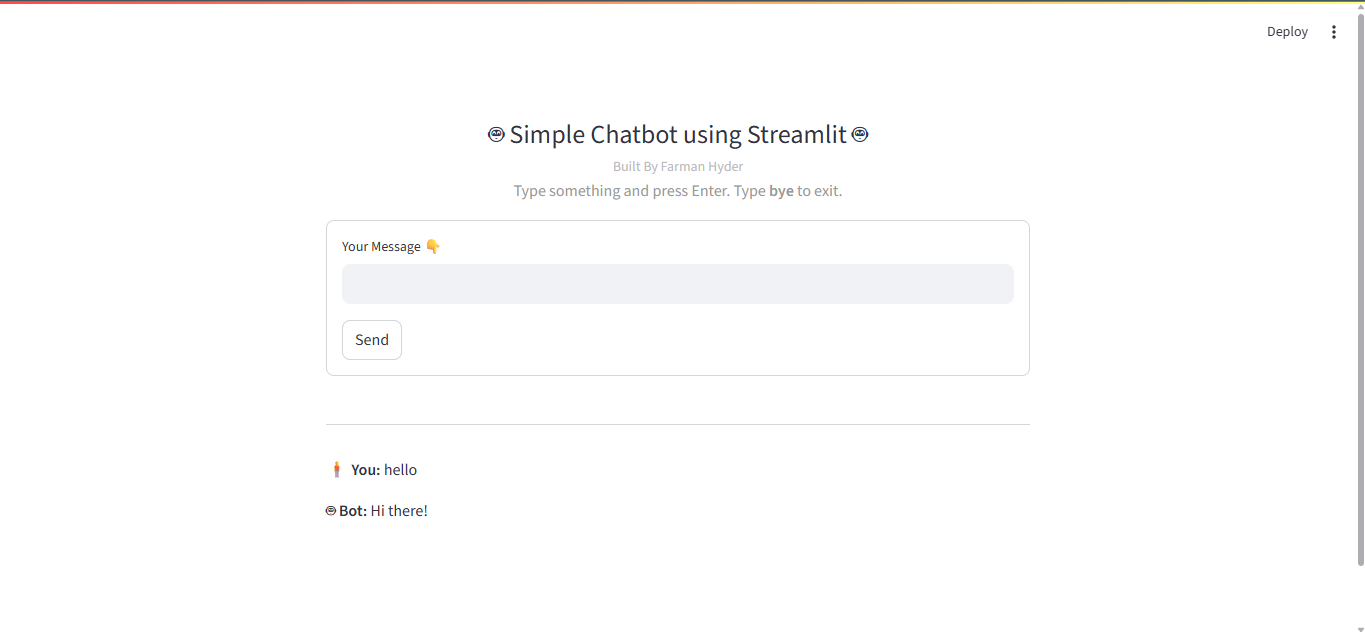 Deploy
Simple Chatbot using Streamlit
Built By Farman Hyder
Type something and press Enter. Type bye to exit.
Your Message 👇
Send
You: hello
Bot: Hi there!